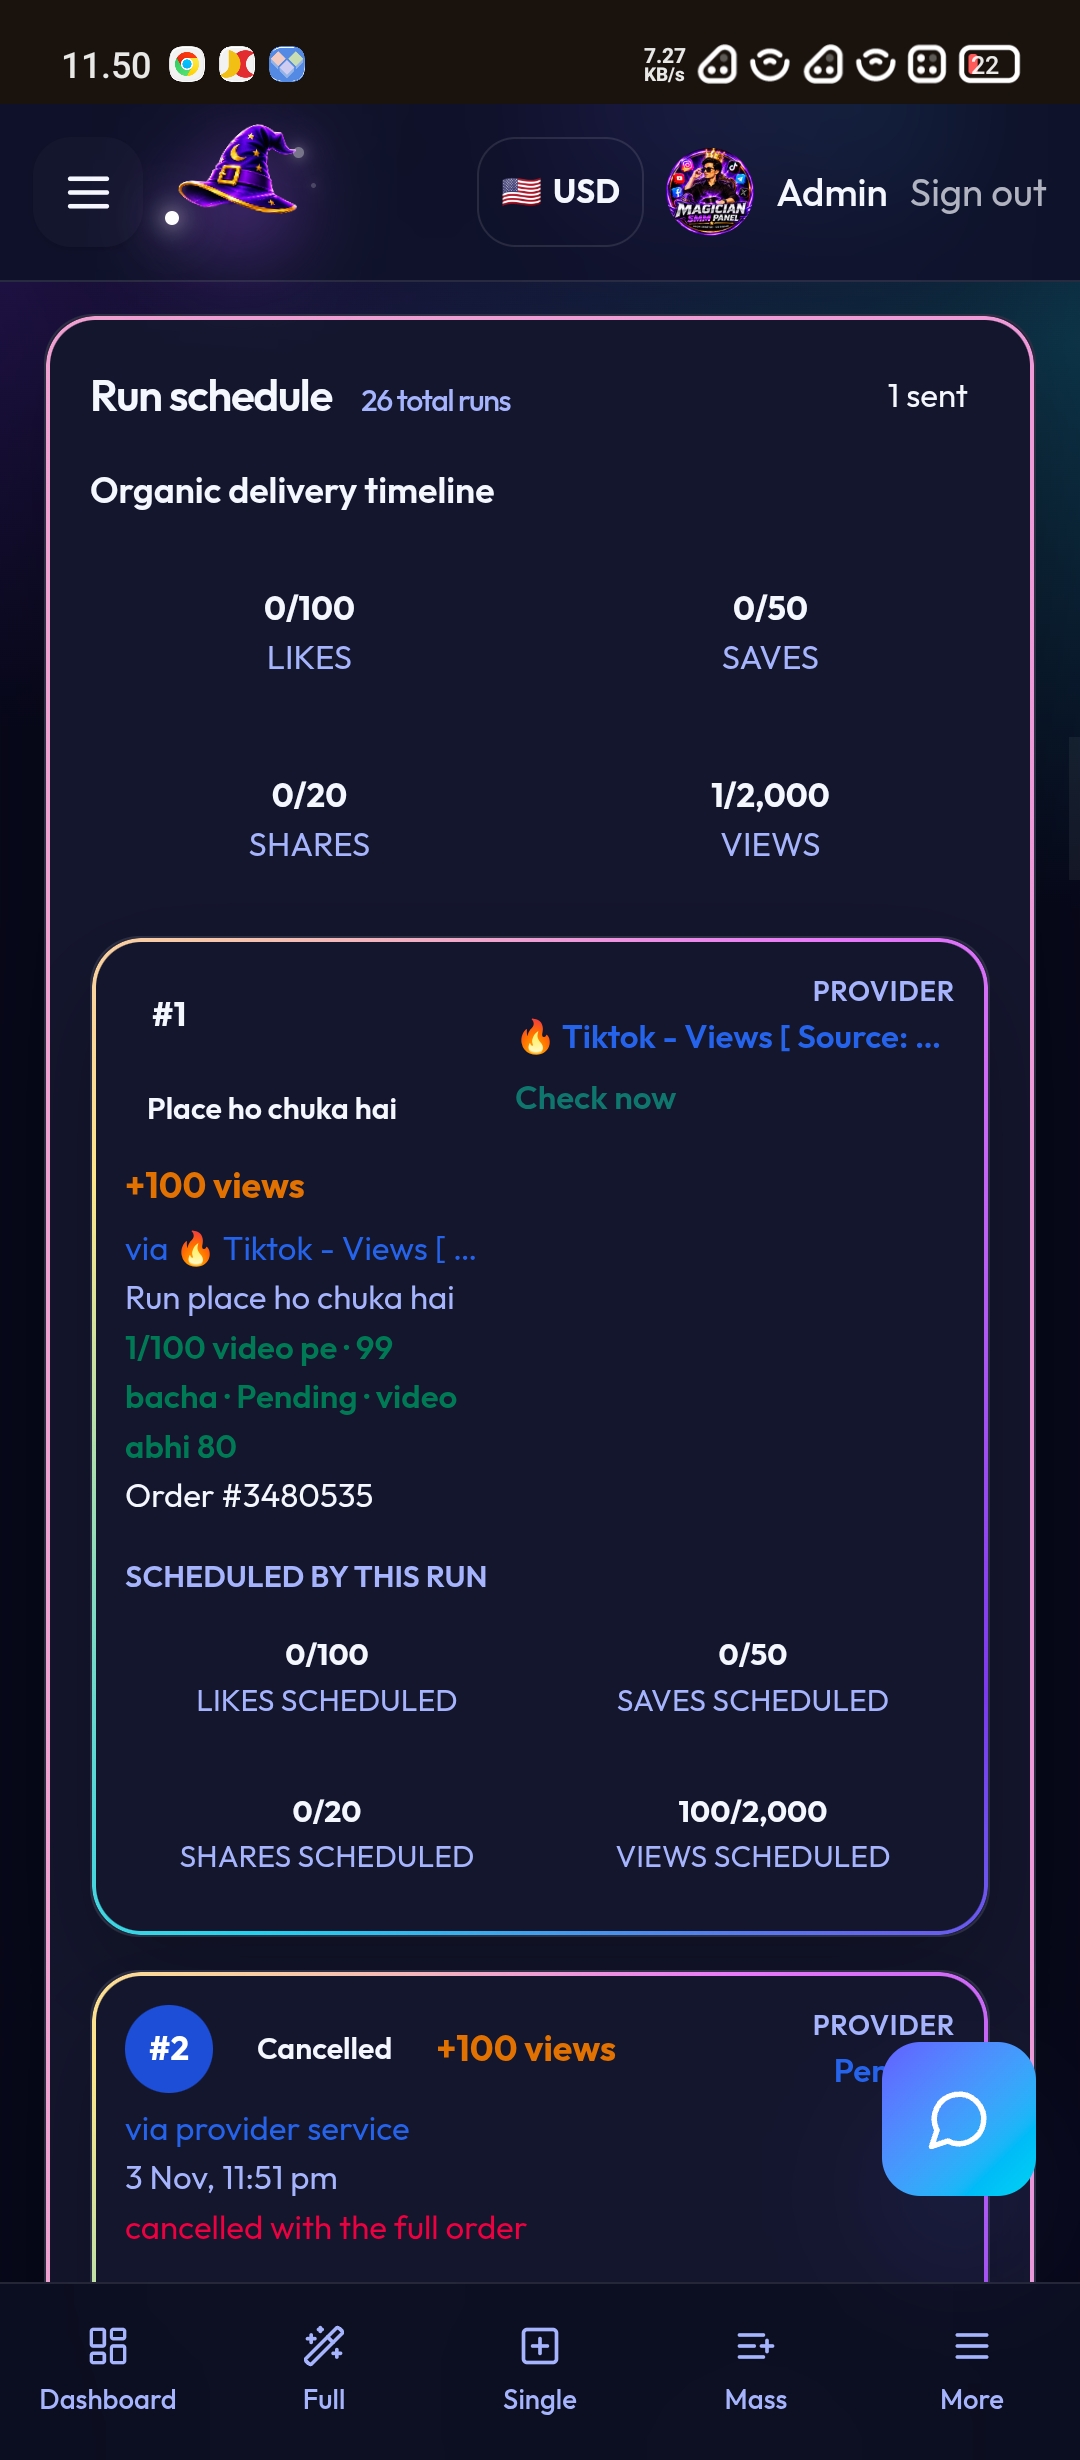 11.50
7.27 KB/s
22
USD
MAGICIAN
SMM PANEL
Admin
Sign out
Run schedule
26 total runs
1 sent
Organic delivery timeline
0/100
LIKES
0/50
SAVES
0/20
SHARES
1/2,000
VIEWS
#1
PROVIDER
🔥 Tiktok - Views [ Source: ...
Check now
Place ho chuka hai
+100 views
via 🔥 Tiktok - Views [ ...
Run place ho chuka hai
1/100 video pe · 99
bacha · Pending · video
abhi 80
Order #3480535
SCHEDULED BY THIS RUN
0/100
LIKES SCHEDULED
0/50
SAVES SCHEDULED
0/20
SHARES SCHEDULED
100/2,000
VIEWS SCHEDULED
#2
Cancelled
+100 views
PROVIDER
via provider service
3 Nov, 11:51 pm
cancelled with the full order
Dashboard
Full
Single
Mass
More